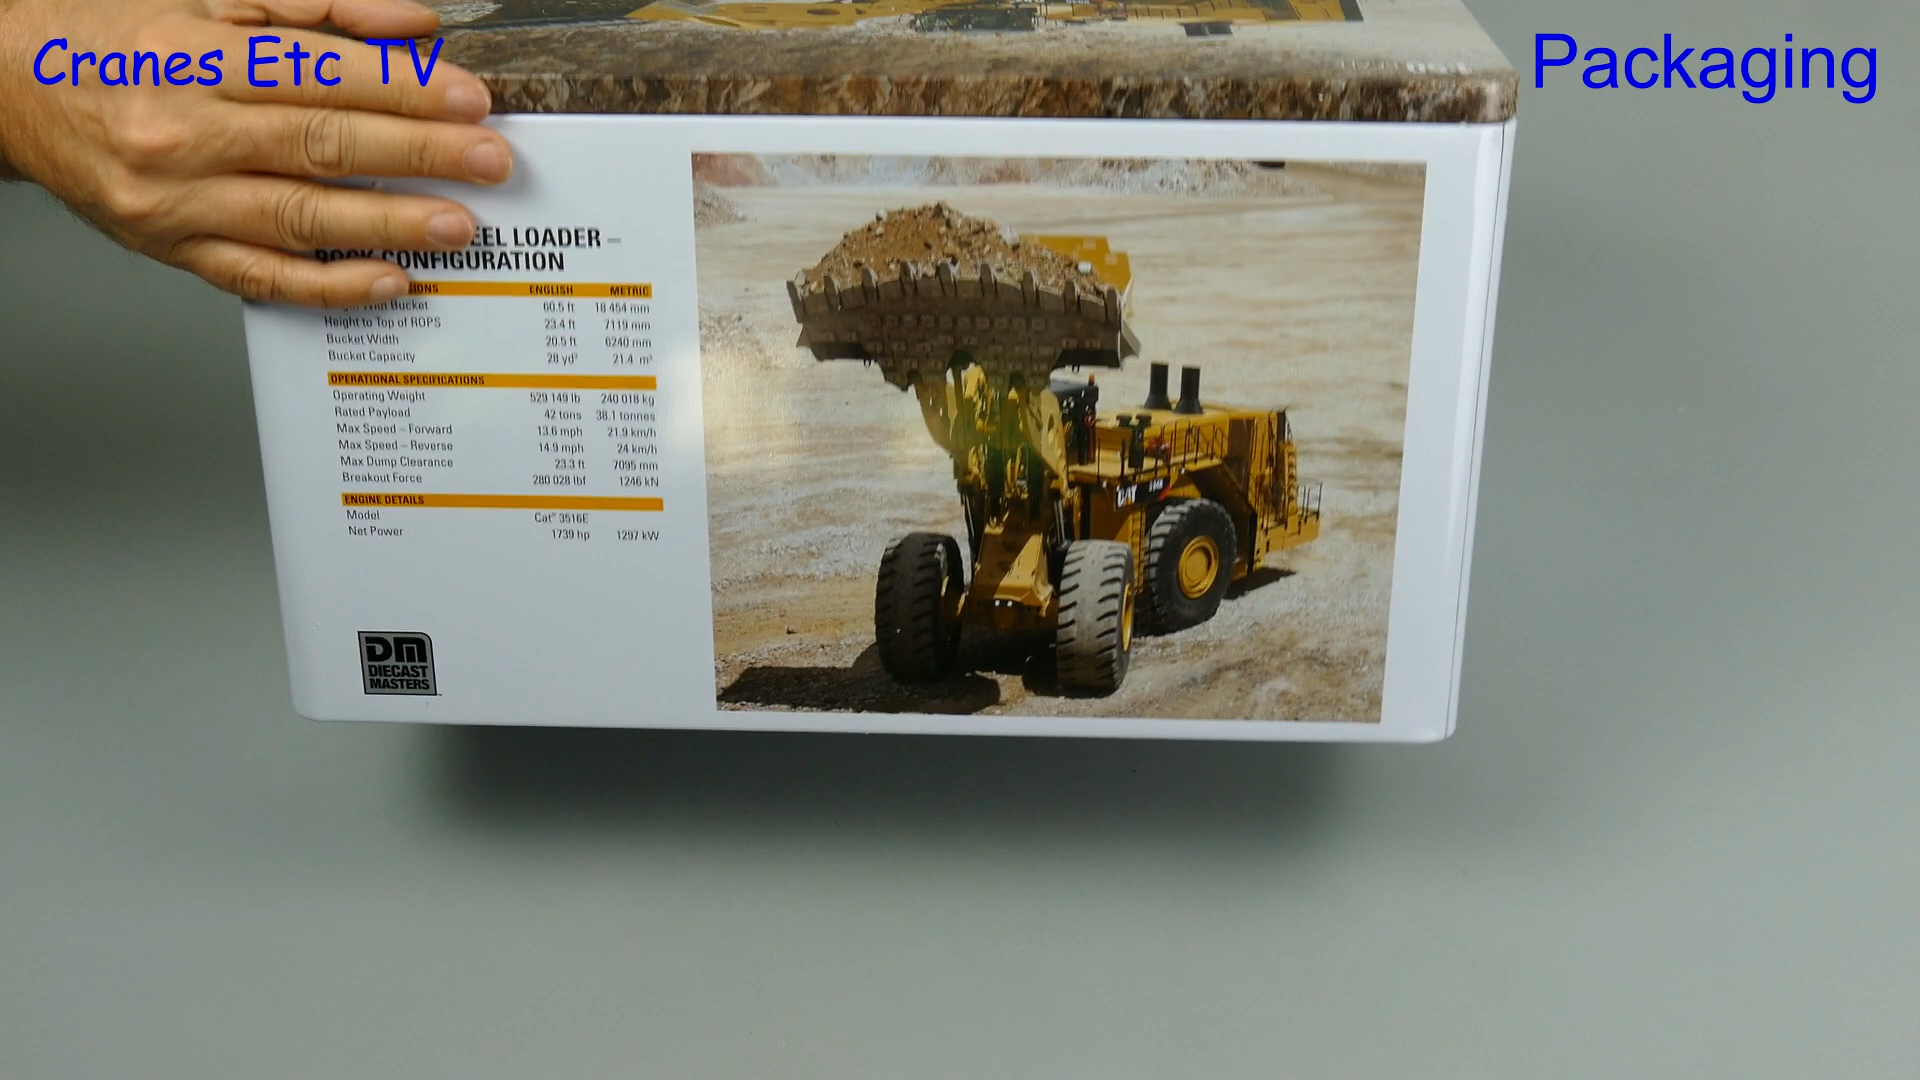 Cranes Etc TV
Packaging
EEL LOADER –
ROCK CONFIGURATION
SIONS ENGLISH METRIC
With Bucket 60.5 ft 18 454 mm
Height to Top of ROPS 23.4 ft 7119 mm
Bucket Width 20.5 ft 6240 mm
Bucket Capacity 28 yd³ 21.4 m³
OPERATIONAL SPECIFICATIONS
Operating Weight 529 149 lb 240 018 kg
Rated Payload 42 tons 38.1 tonnes
Max Speed – Forward 13.6 mph 21.9 km/h
Max Speed – Reverse 14.9 mph 24 km/h
Max Dump Clearance 23.3 ft 7095 mm
Breakout Force 280 028 lbf 1246 kN
ENGINE DETAILS
Model Cat® 3516E
Net Power 1739 hp 1297 kW
CAT
DM
DIECAST
MASTERS